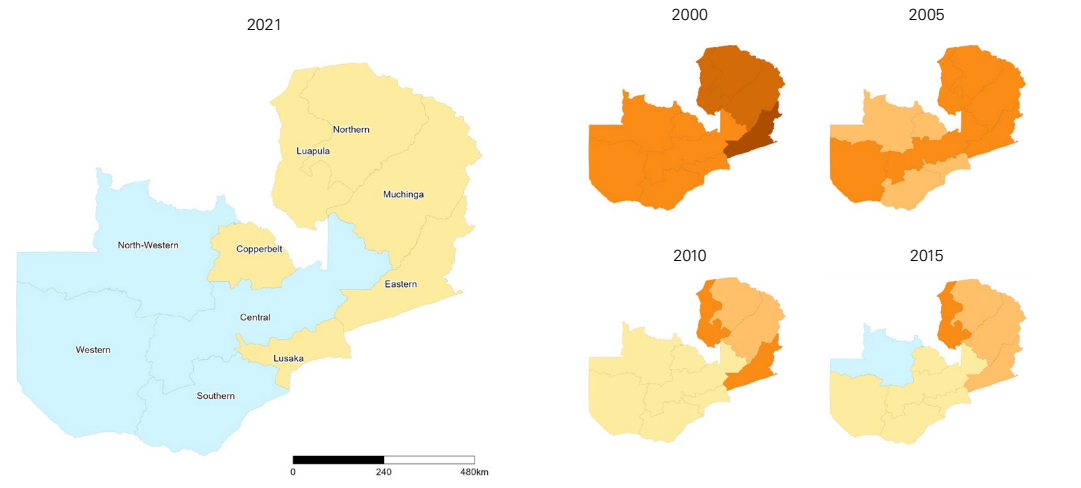 2021
2000
2005
Northern
Luapula
Muchinga
North-Western
Copperbelt
Eastern
Central
Western
Lusaka
Southern
0 240 480km
2010
2015